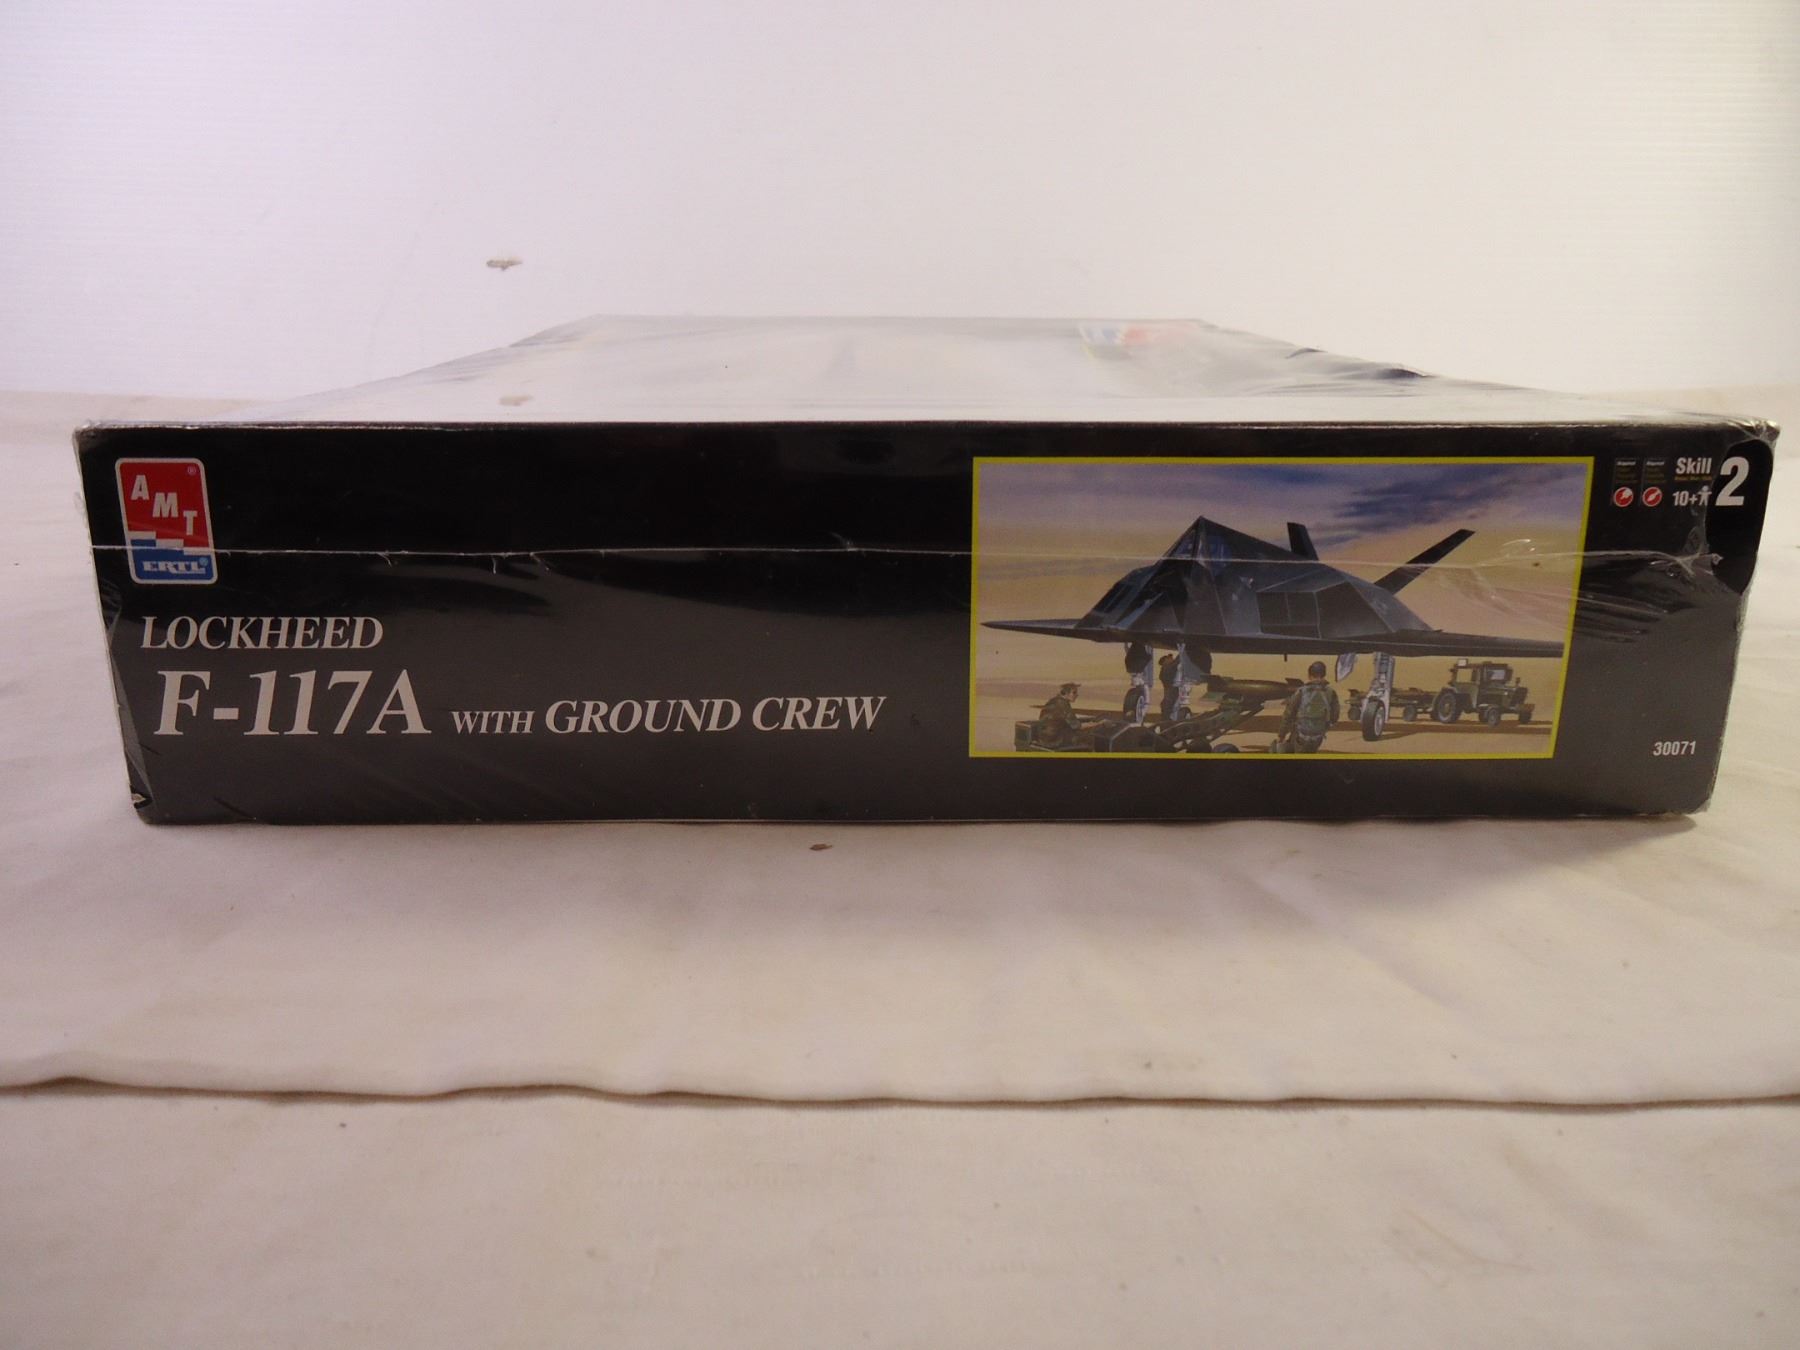 AMT®
ERTL®
LOCKHEED
F-117A WITH GROUND CREW
Skill 2
10+
30071